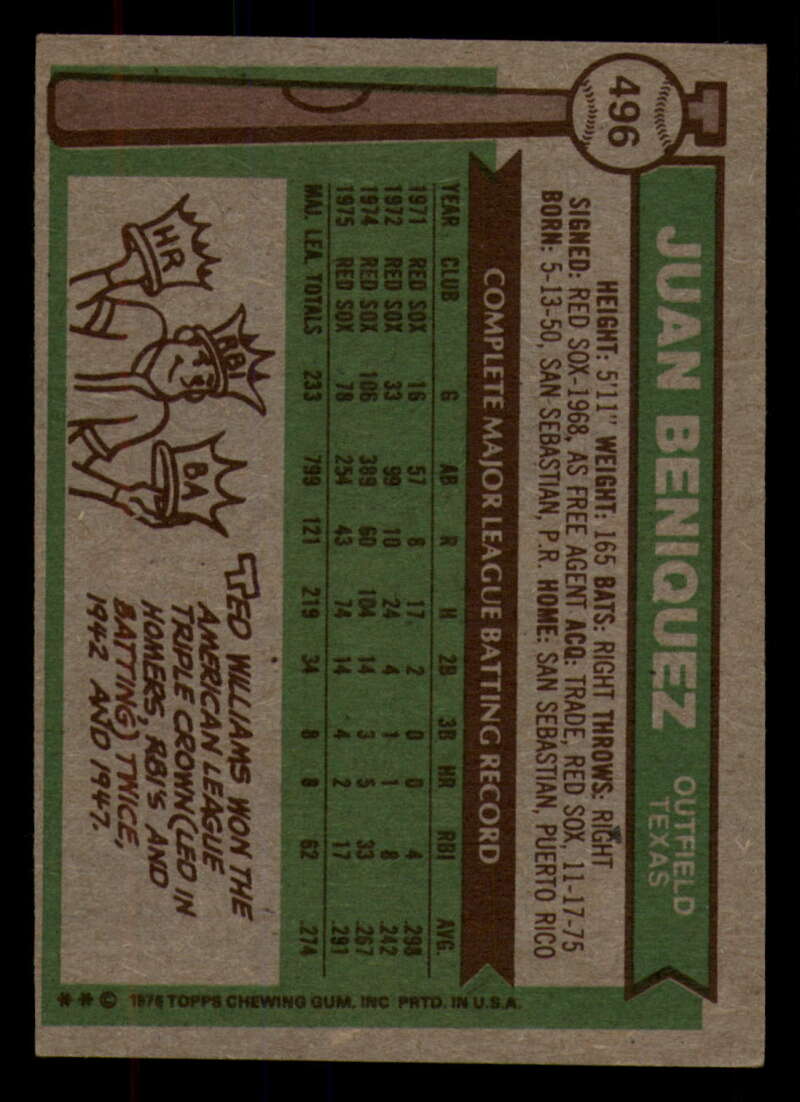 496
T
JUAN BENIQUEZ
OUTFIELD
TEXAS
HEIGHT: 5'11" WEIGHT: 165 BATS: RIGHT THROWS: RIGHT
SIGNED: RED SOX-1968, AS FREE AGENT ACQ: TRADE, RED SOX, 11-17-75
BORN: 5-13-50, SAN SEBASTIAN, P.R. HOME: SAN SEBASTIAN, PUERTO RICO
COMPLETE MAJOR LEAGUE BATTING RECORD
YEAR CLUB G AB R H 2B 3B HR RBI AVG.
1971 RED SOX 16 57 8 17 2 0 0 4 .298
1972 RED SOX 33 99 10 24 4 1 1 8 .242
1974 RED SOX 106 389 60 104 14 3 5 33 .267
1975 RED SOX 78 254 43 74 14 4 2 17 .291
MAJ. LEA. TOTALS 233 799 121 219 34 8 8 62 .274
HR
RBI
BA
TED WILLIAMS WON THE
AMERICAN LEAGUE
TRIPLE CROWN (LED IN
HOMERS, RBI'S AND
BATTING) TWICE,
1942 AND 1947.
**© 1976 TOPPS CHEWING GUM, INC PRTD. IN U.S.A.